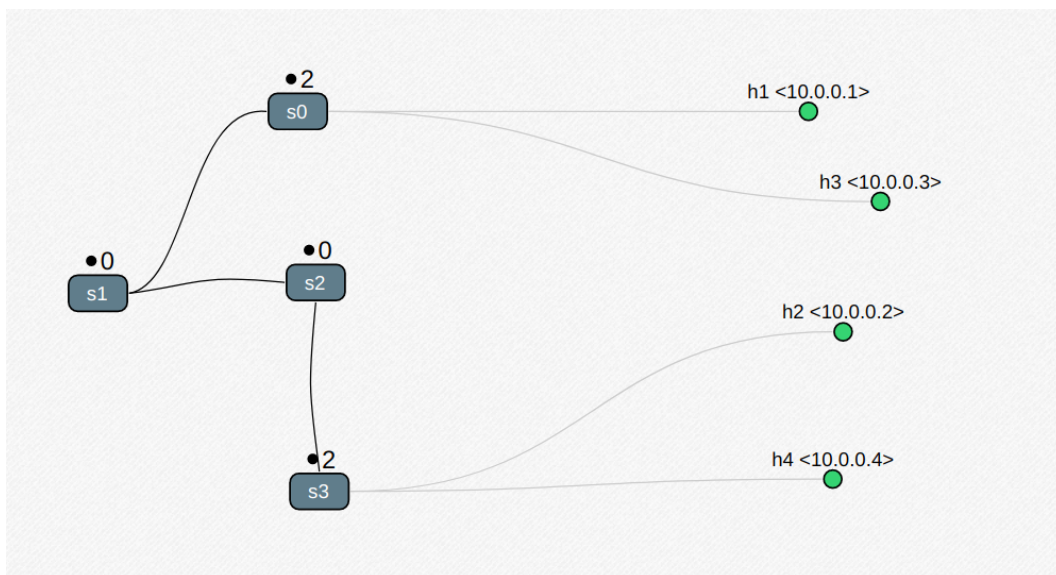 ●2
s0
h1 <10.0.0.1>
h3 <10.0.0.3>
●0
s1
●0
s2
h2 <10.0.0.2>
●2
s3
h4 <10.0.0.4>